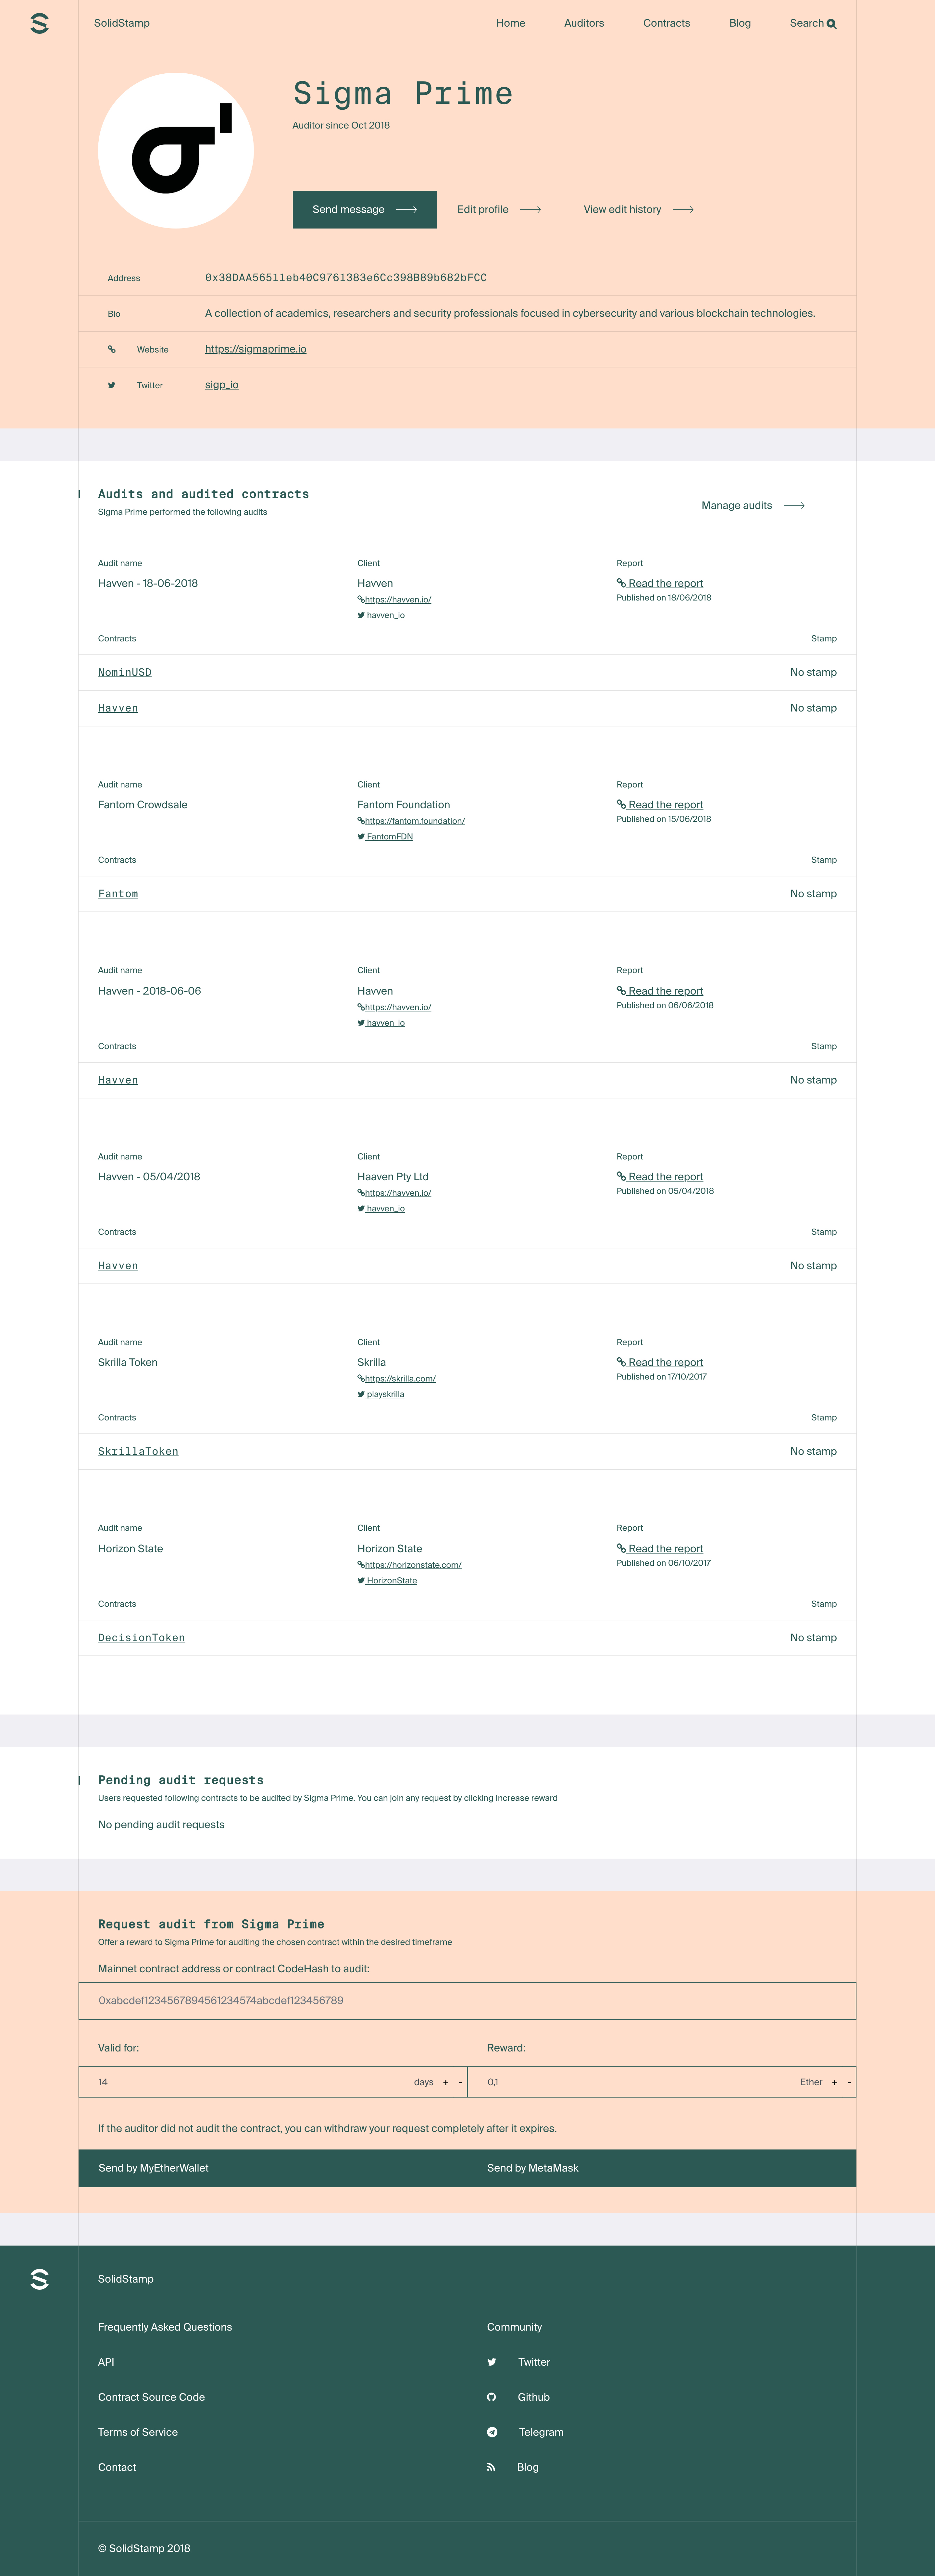 SolidStamp
Home Auditors Contracts Blog Search
Sigma Prime
Auditor since Oct 2018
Send message Edit profile View edit history
Address 0x38DAA56511eb40C9761383e6Cc398B89b682bFCC
Bio A collection of academics, researchers and security professionals focused in cybersecurity and various blockchain technologies.
Website https://sigmaprime.io
Twitter sigp_io
Audits and audited contracts
Sigma Prime performed the following audits
Manage audits
Audit name Client Report
Havven - 18-06-2018 Havven Read the report
https://havven.io/ Published on 18/06/2018
havven_io
Contracts Stamp
NominUSD No stamp
Havven No stamp
Audit name Client Report
Fantom Crowdsale Fantom Foundation Read the report
https://fantom.foundation/ Published on 15/06/2018
FantomFDN
Contracts Stamp
Fantom No stamp
Audit name Client Report
Havven - 2018-06-06 Havven Read the report
https://havven.io/ Published on 06/06/2018
havven_io
Contracts Stamp
Havven No stamp
Audit name Client Report
Havven - 05/04/2018 Haaven Pty Ltd Read the report
https://havven.io/ Published on 05/04/2018
havven_io
Contracts Stamp
Havven No stamp
Audit name Client Report
Skrilla Token Skrilla Read the report
https://skrilla.com/ Published on 17/10/2017
playskrilla
Contracts Stamp
SkrillaToken No stamp
Audit name Client Report
Horizon State Horizon State Read the report
https://horizonstate.com/ Published on 06/10/2017
HorizonState
Contracts Stamp
DecisionToken No stamp
Pending audit requests
Users requested following contracts to be audited by Sigma Prime. You can join any request by clicking Increase reward
No pending audit requests
Request audit from Sigma Prime
Offer a reward to Sigma Prime for auditing the chosen contract within the desired timeframe
Mainnet contract address or contract CodeHash to audit:
0xabcdef1234567894561234574abcdef123456789
Valid for: Reward:
14 days + - 0,1 Ether + -
If the auditor did not audit the contract, you can withdraw your request completely after it expires.
Send by MyEtherWallet Send by MetaMask
SolidStamp
Frequently Asked Questions Community
API Twitter
Contract Source Code Github
Terms of Service Telegram
Contact Blog
© SolidStamp 2018